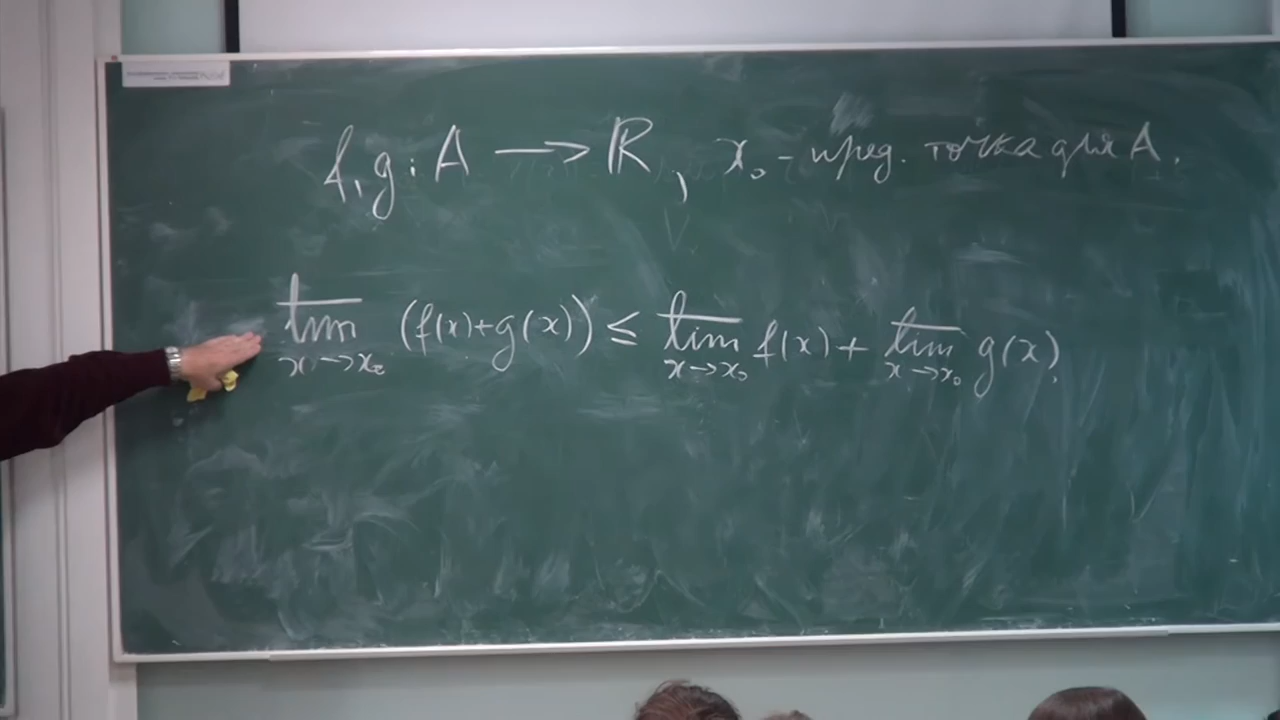 f, g : A → ℝ, x₀ - пред. точка для A.
lim‾ x→x₀ (f(x)+g(x)) ≤ lim‾ x→x₀ f(x) + lim‾ x→x₀ g(x).